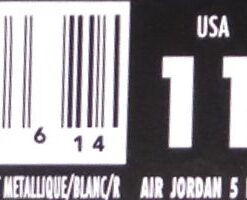 USA
11
6 14
METALLIQUE/BLANC/R AIR JORDAN 5